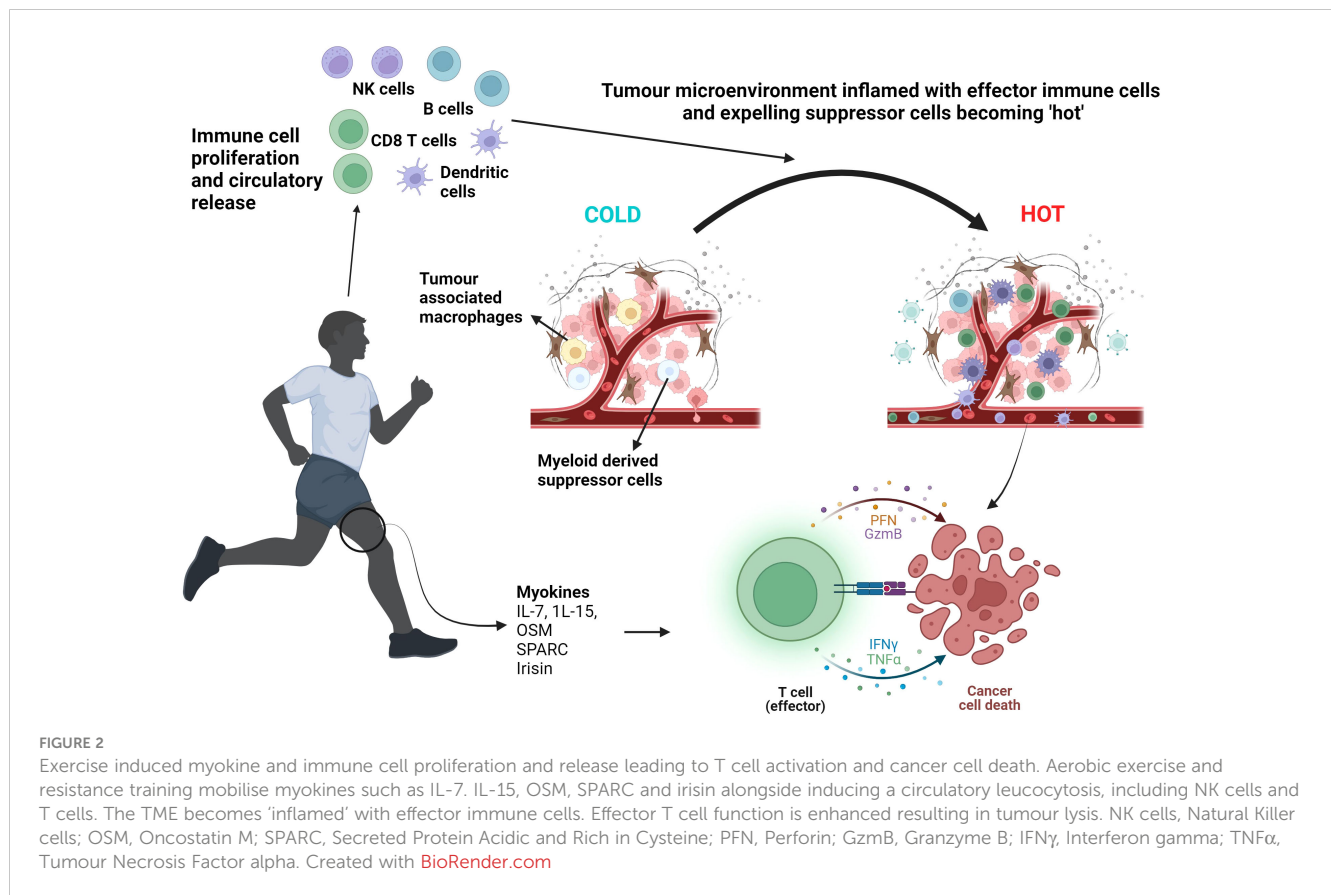 NK cells
B cells
CD8 T cells
Dendritic
cells
Immune cell
proliferation
and circulatory
release
Tumour microenvironment inflamed with effector immune cells
and expelling suppressor cells becoming 'hot'
COLD
HOT
Tumour
associated
macrophages
Myeloid derived
suppressor cells
Myokines
IL-7, 1L-15,
OSM
SPARC
Irisin
PFN
GzmB
IFNγ
TNFα
T cell
(effector)
Cancer
cell death
FIGURE 2
Exercise induced myokine and immune cell proliferation and release leading to T cell activation and cancer cell death. Aerobic exercise and
resistance training mobilise myokines such as IL-7. IL-15, OSM, SPARC and irisin alongside inducing a circulatory leucocytosis, including NK cells and
T cells. The TME becomes ‘inflamed’ with effector immune cells. Effector T cell function is enhanced resulting in tumour lysis. NK cells, Natural Killer
cells; OSM, Oncostatin M; SPARC, Secreted Protein Acidic and Rich in Cysteine; PFN, Perforin; GzmB, Granzyme B; IFNγ, Interferon gamma; TNFα,
Tumour Necrosis Factor alpha. Created with BioRender.com